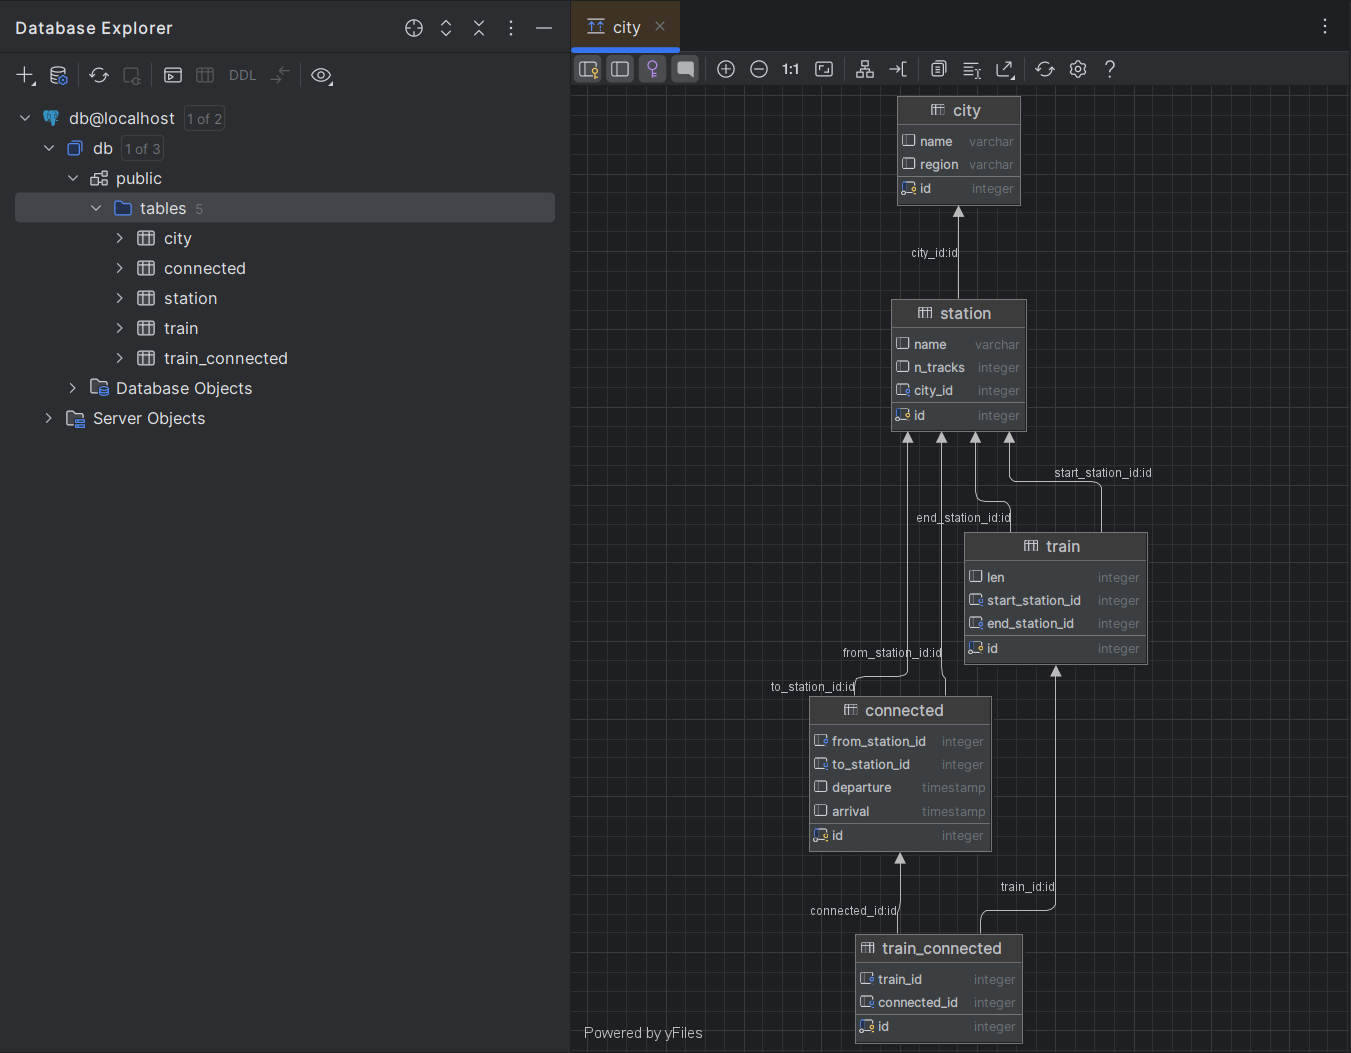 Database Explorer
DDL
db@localhost 1 of 2
db 1 of 3
public
tables 5
city
connected
station
train
train_connected
Database Objects
Server Objects
city
1:1
?
city
name varchar
region varchar
id integer
city_id:id
station
name varchar
n_tracks integer
city_id integer
id integer
start_station_id:id
end_station_id:id
train
len integer
start_station_id integer
end_station_id integer
id integer
from_station_id:id
to_station_id:id
connected
from_station_id integer
to_station_id integer
departure timestamp
arrival timestamp
id integer
train_id:id
connected_id:id
train_connected
train_id integer
connected_id integer
id integer
Powered by yFiles